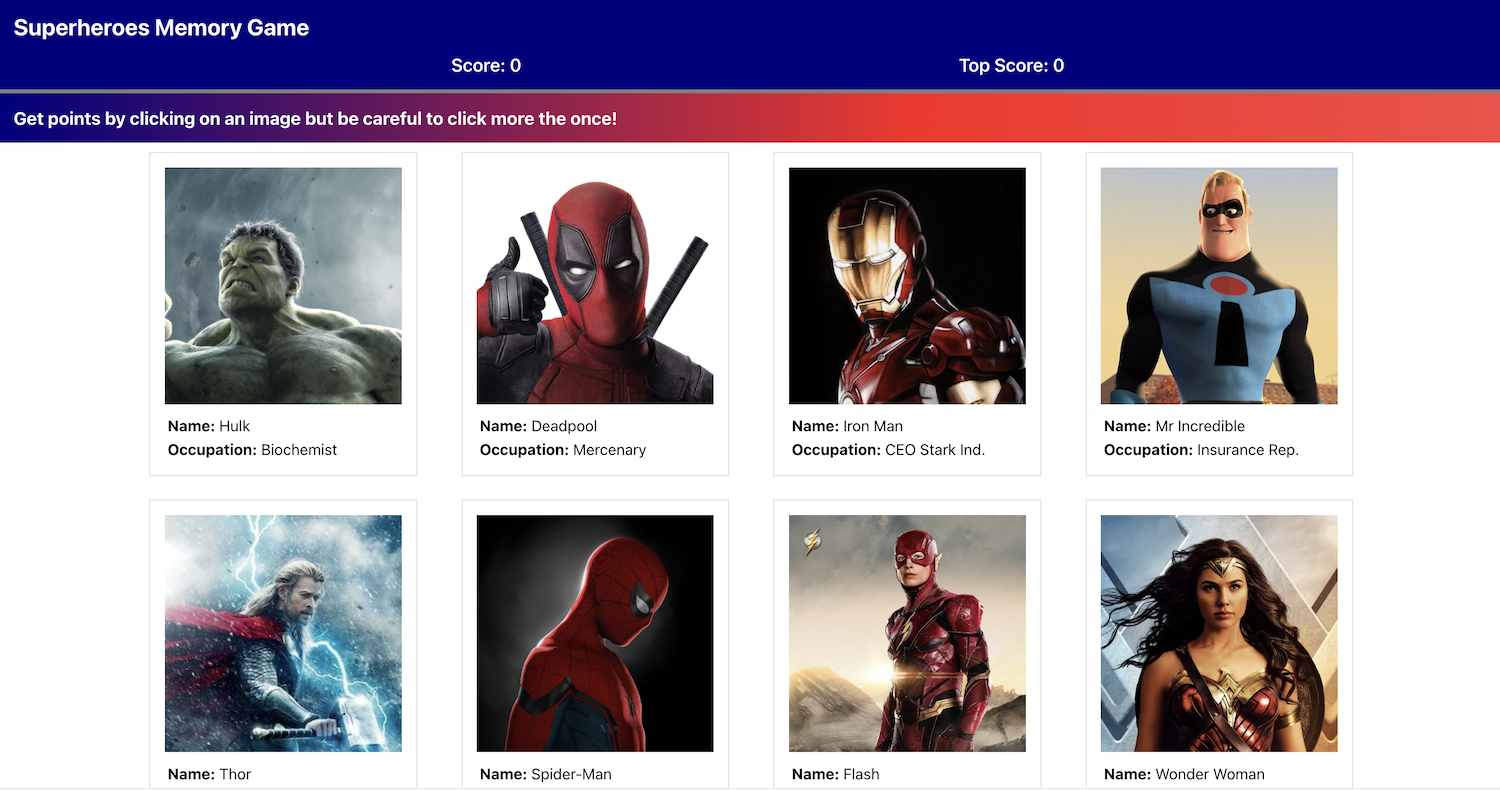 Superheroes Memory Game
Score: 0
Top Score: 0
Get points by clicking on an image but be careful to click more the once!
Name: Hulk
Occupation: Biochemist
Name: Deadpool
Occupation: Mercenary
Name: Iron Man
Occupation: CEO Stark Ind.
Name: Mr Incredible
Occupation: Insurance Rep.
Name: Thor
Name: Spider-Man
Name: Flash
Name: Wonder Woman